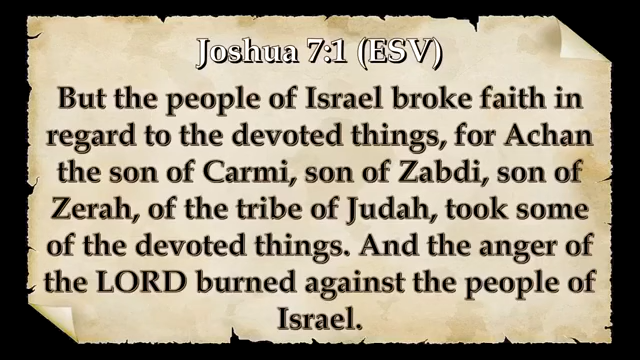 Joshua 7:1 (ESV)
But the people of Israel broke faith in
regard to the devoted things, for Achan
the son of Carmi, son of Zabdi, son of
Zerah, of the tribe of Judah, took some
of the devoted things. And the anger of
the LORD burned against the people of
Israel.